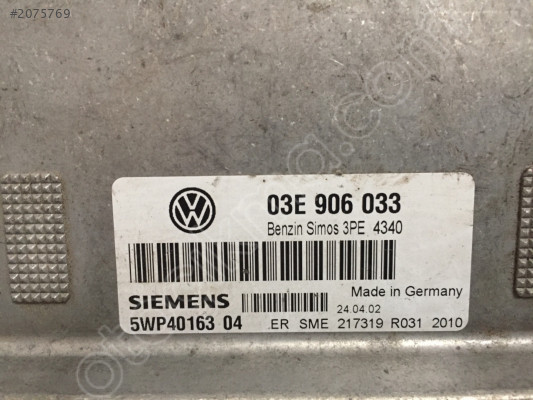 #2075769
VW
03E 906 033
Benzin Simos 3PE 4340
Made in Germany
SIEMENS
24.04.02
5WP40163 04 .ER SME 217319 R031 2010